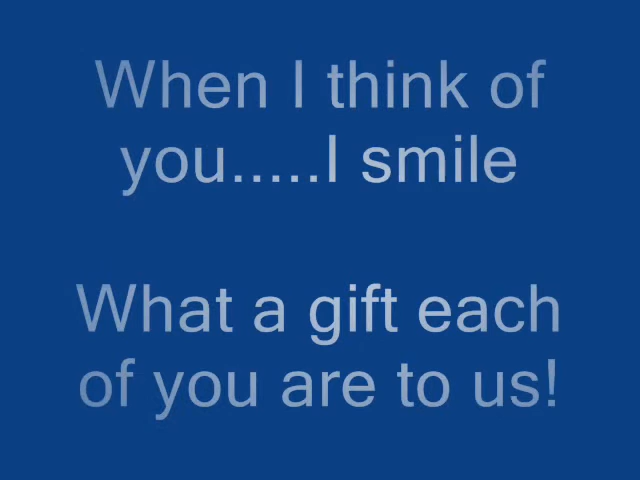 When I think of
you.....I smile
What a gift each
of you are to us!